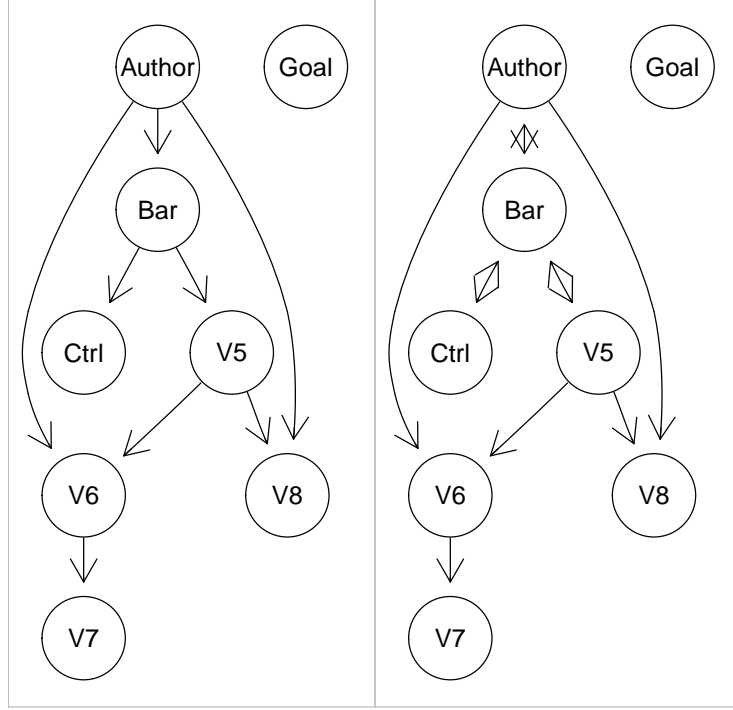 Author Goal
Bar
Ctrl V5
V6 V8
V7
Author Goal
Bar
Ctrl V5
V6 V8
V7